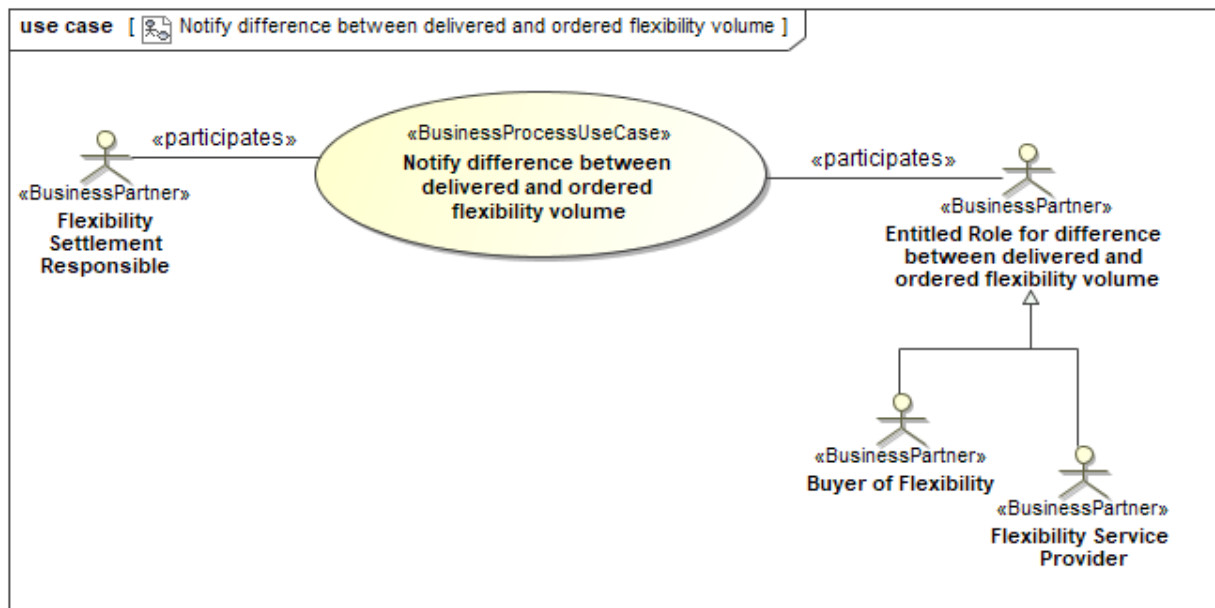 use case [ Notify difference between delivered and ordered flexibility volume ]
«participates»
«BusinessProcessUseCase»
Notify difference between
delivered and ordered
flexibility volume
«participates»
«BusinessPartner»
Flexibility
Settlement
Responsible
«BusinessPartner»
Entitled Role for difference
between delivered and
ordered flexibility volume
«BusinessPartner»
Buyer of Flexibility
«BusinessPartner»
Flexibility Service
Provider